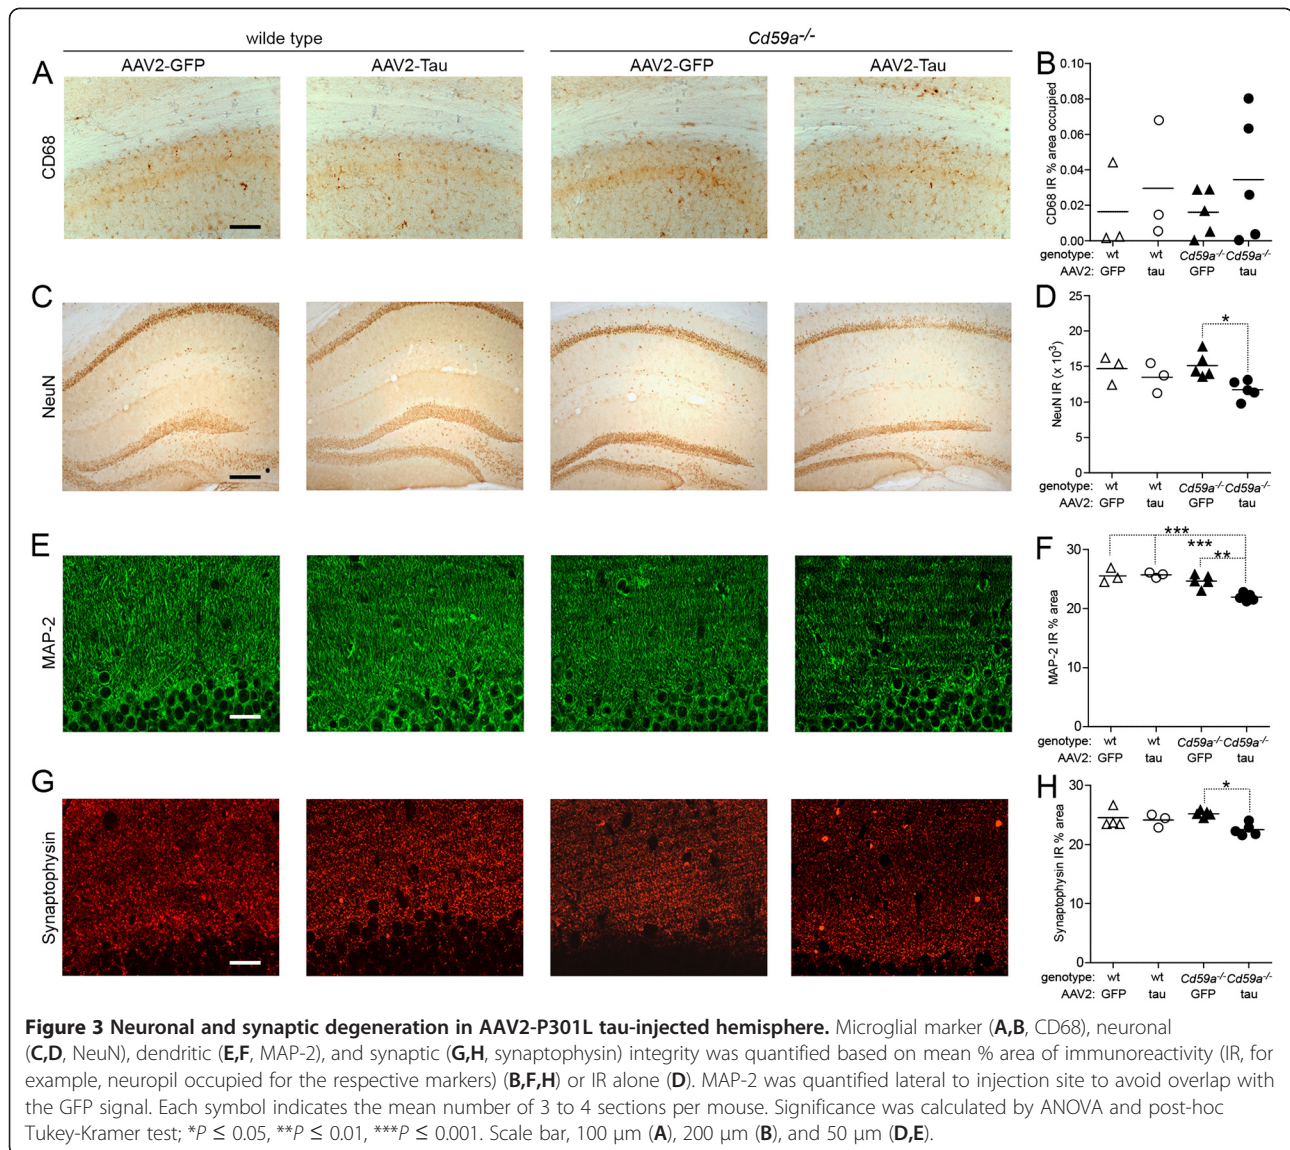 wilde type
Cd59a-/-
AAV2-GFP
AAV2-Tau
AAV2-GFP
AAV2-Tau
A
CD68
B
CD68 IR % area occupied
0.10
0.08
0.06
0.04
0.02
0.00
genotype: wt wt Cd59a-/- Cd59a-/-
AAV2: GFP tau GFP tau
C
NeuN
D
NeuN IR (x 10³)
25
20
15
10
5
0
*
genotype: wt wt Cd59a-/- Cd59a-/-
AAV2: GFP tau GFP tau
E
MAP-2
F
MAP-2 IR % area
30
20
10
0
***
***
**
genotype: wt wt Cd59a-/- Cd59a-/-
AAV2: GFP tau GFP tau
G
Synaptophysin
H
Synaptophysin IR % area
30
20
10
0
*
genotype: wt wt Cd59a-/- Cd59a-/-
AAV2: GFP tau GFP tau
Figure 3 Neuronal and synaptic degeneration in AAV2-P301L tau-injected hemisphere. Microglial marker (A,B, CD68), neuronal
(C,D, NeuN), dendritic (E,F, MAP-2), and synaptic (G,H, synaptophysin) integrity was quantified based on mean % area of immunoreactivity (IR, for
example, neuropil occupied for the respective markers) (B,F,H) or IR alone (D). MAP-2 was quantified lateral to injection site to avoid overlap with
the GFP signal. Each symbol indicates the mean number of 3 to 4 sections per mouse. Significance was calculated by ANOVA and post-hoc
Tukey-Kramer test; *P ≤ 0.05, **P ≤ 0.01, ***P ≤ 0.001. Scale bar, 100 μm (A), 200 μm (B), and 50 μm (D,E).